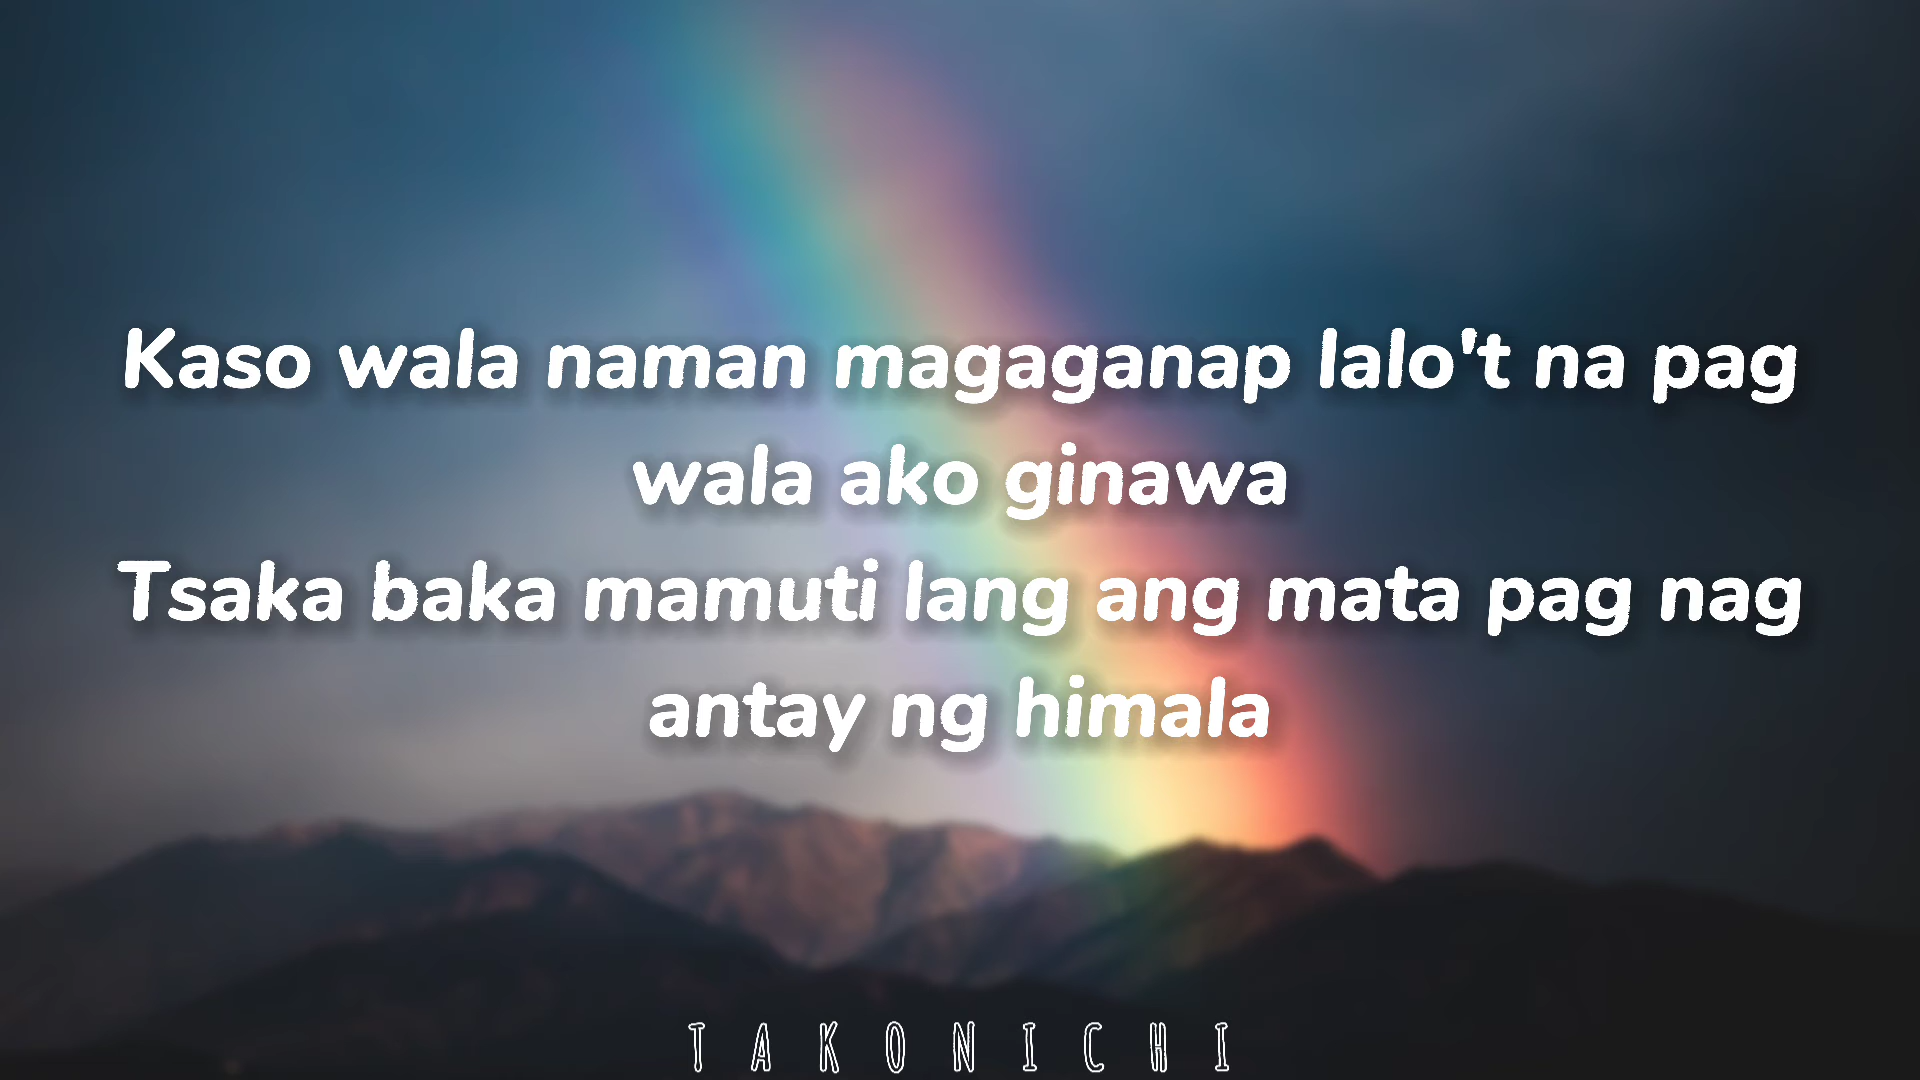 Kaso wala naman magaganap lalo't na pag
wala ako ginawa
Tsaka baka mamuti lang ang mata pag nag
antay ng himala
TAKONICHI